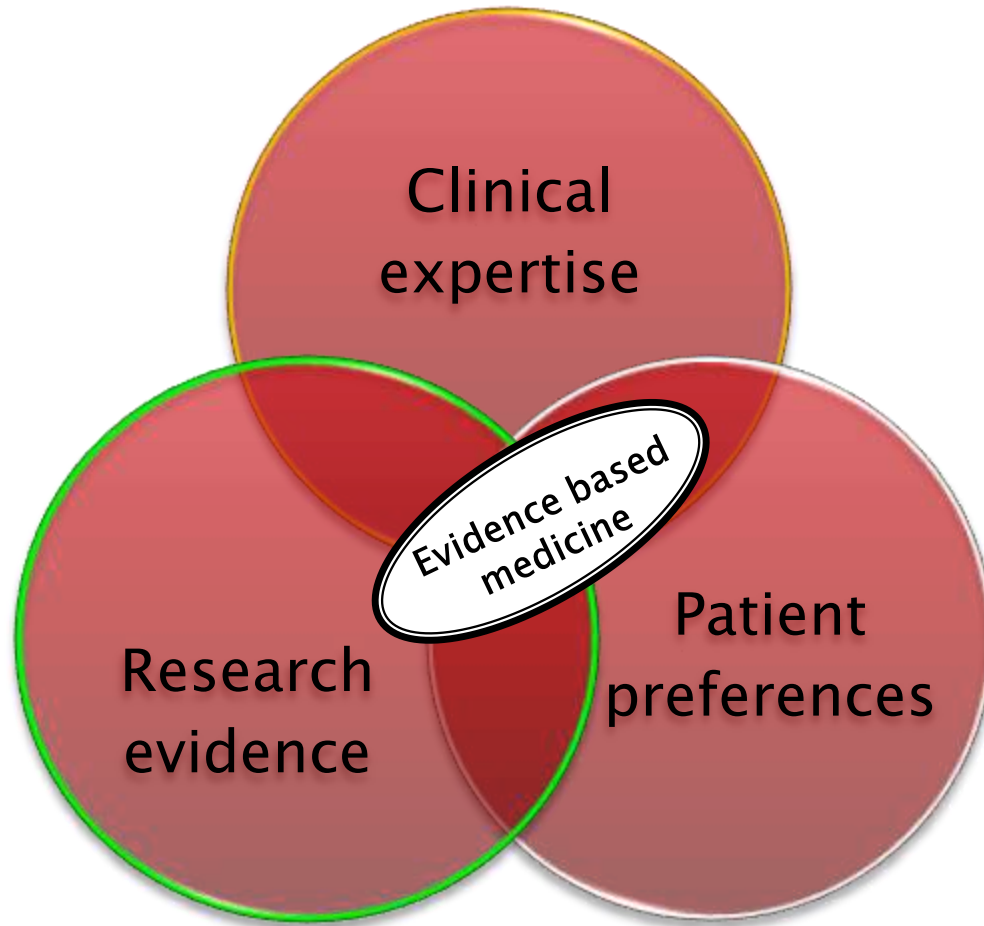 Clinical
expertise
Evidence based
medicine
Research
evidence
Patient
preferences